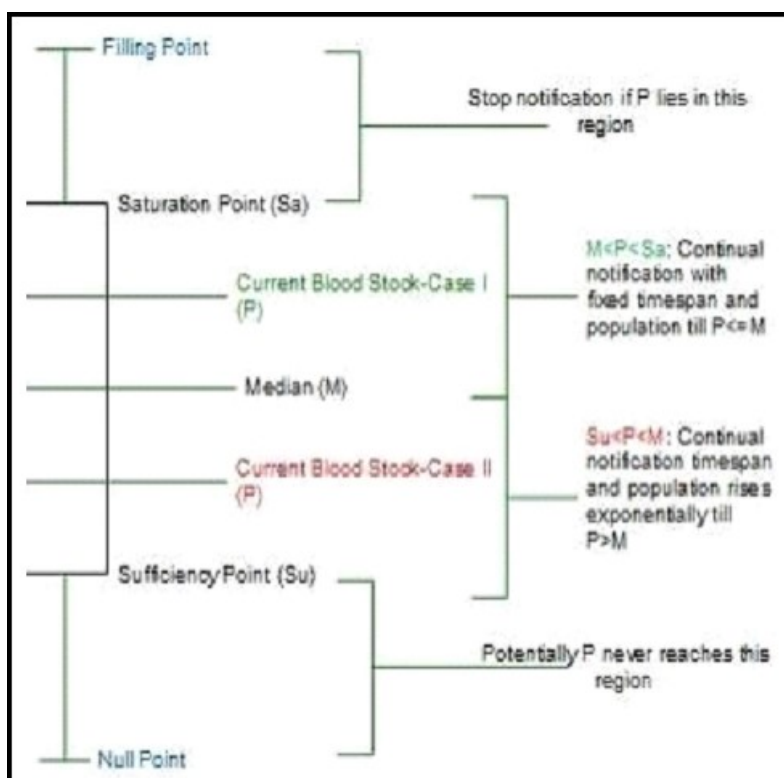 Filling Point
Stop notification if P lies in this
region
Saturation Point (Sa)
M<P<Sa: Continual
notification with
fixed timespan and
population till P<=M
Current Blood Stock-Case I
(P)
Median (M)
Su<P<M: Continual
notification timespan
and population rises
exponentially till
P>M
Current Blood Stock-Case II
(P)
Sufficiency Point (Su)
Potentially P never reaches this
region
Null Point